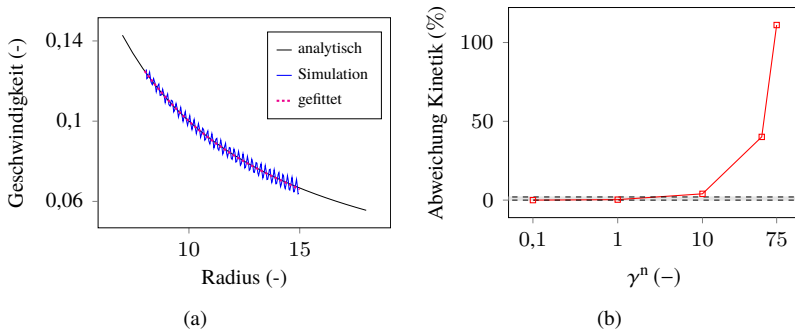 0,14
0,1
0,06
Geschwindigkeit (-)
analytisch
Simulation
gefittet
10
15
Radius (-)
(a)
100
50
0
Abweichung Kinetik (%)
0,1
1
10
75
γⁿ (−)
(b)